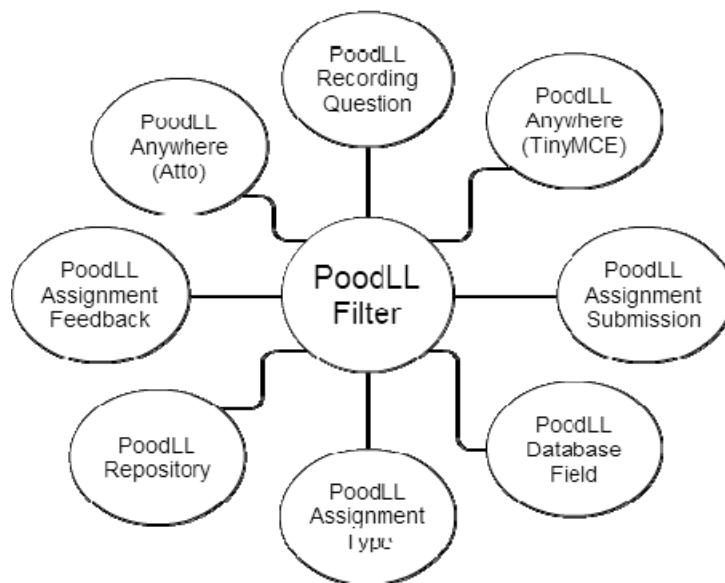 PoodLL
Recording
Question
PoodLL
Anywhere
(Atto)
PoodLL
Anywhere
(TinyMCE)
PoodLL
Filter
PoodLL
Assignment
Feedback
PoodLL
Assignment
Submission
PoodLL
Repository
PoodLL
Assignment
Type
PoodLL
Database
Field